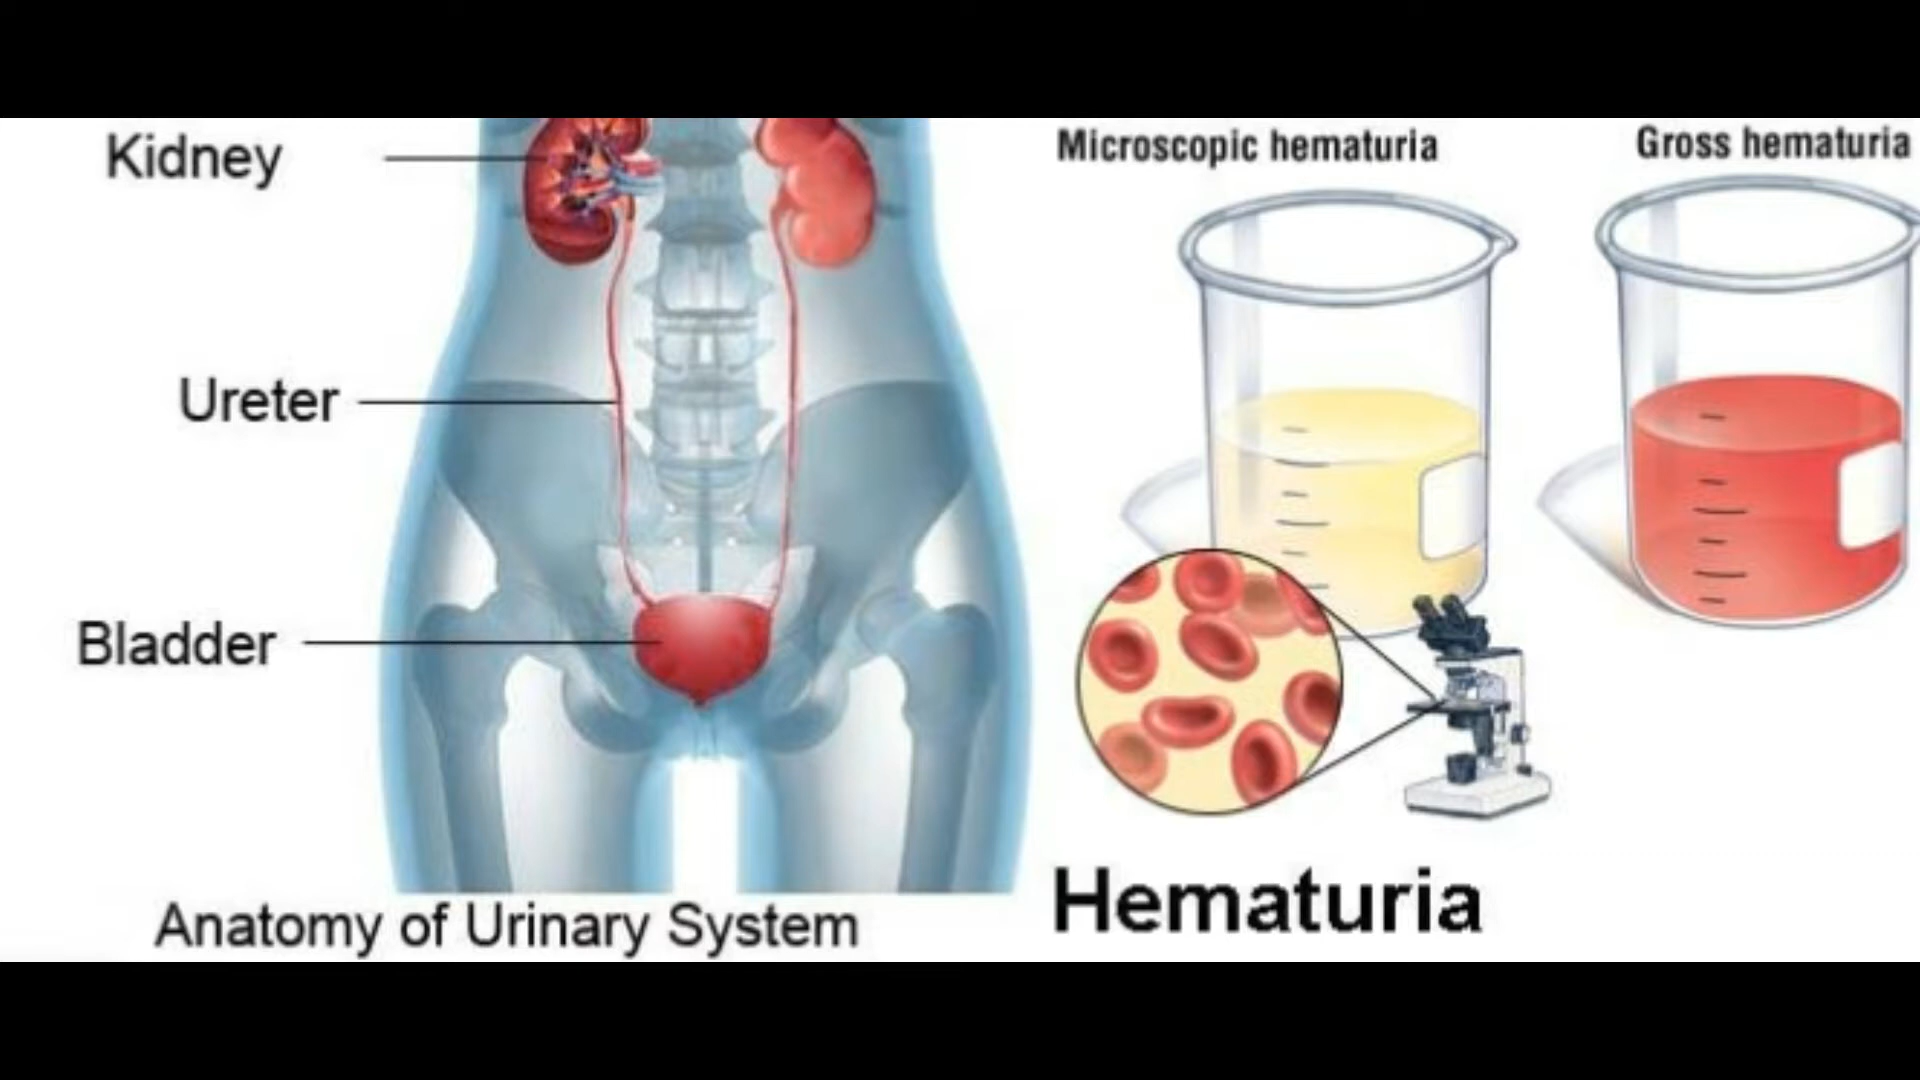 Kidney
Ureter
Bladder
Anatomy of Urinary System
Microscopic hematuria
Gross hematuria
Hematuria